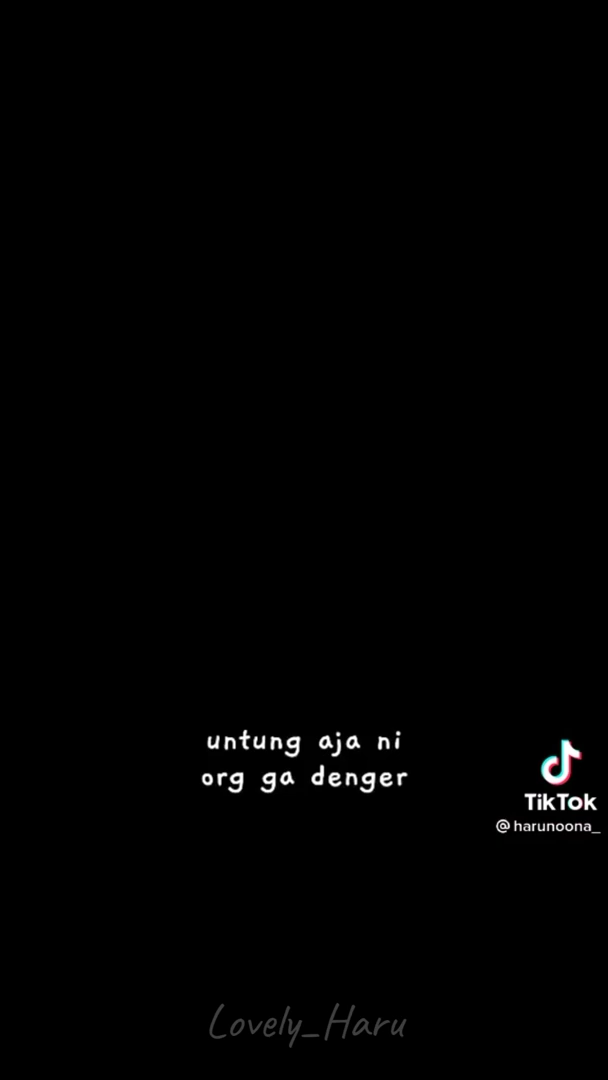 untung aja ni
org ga denger
TikTok
@harunoona_
Lovely_Haru